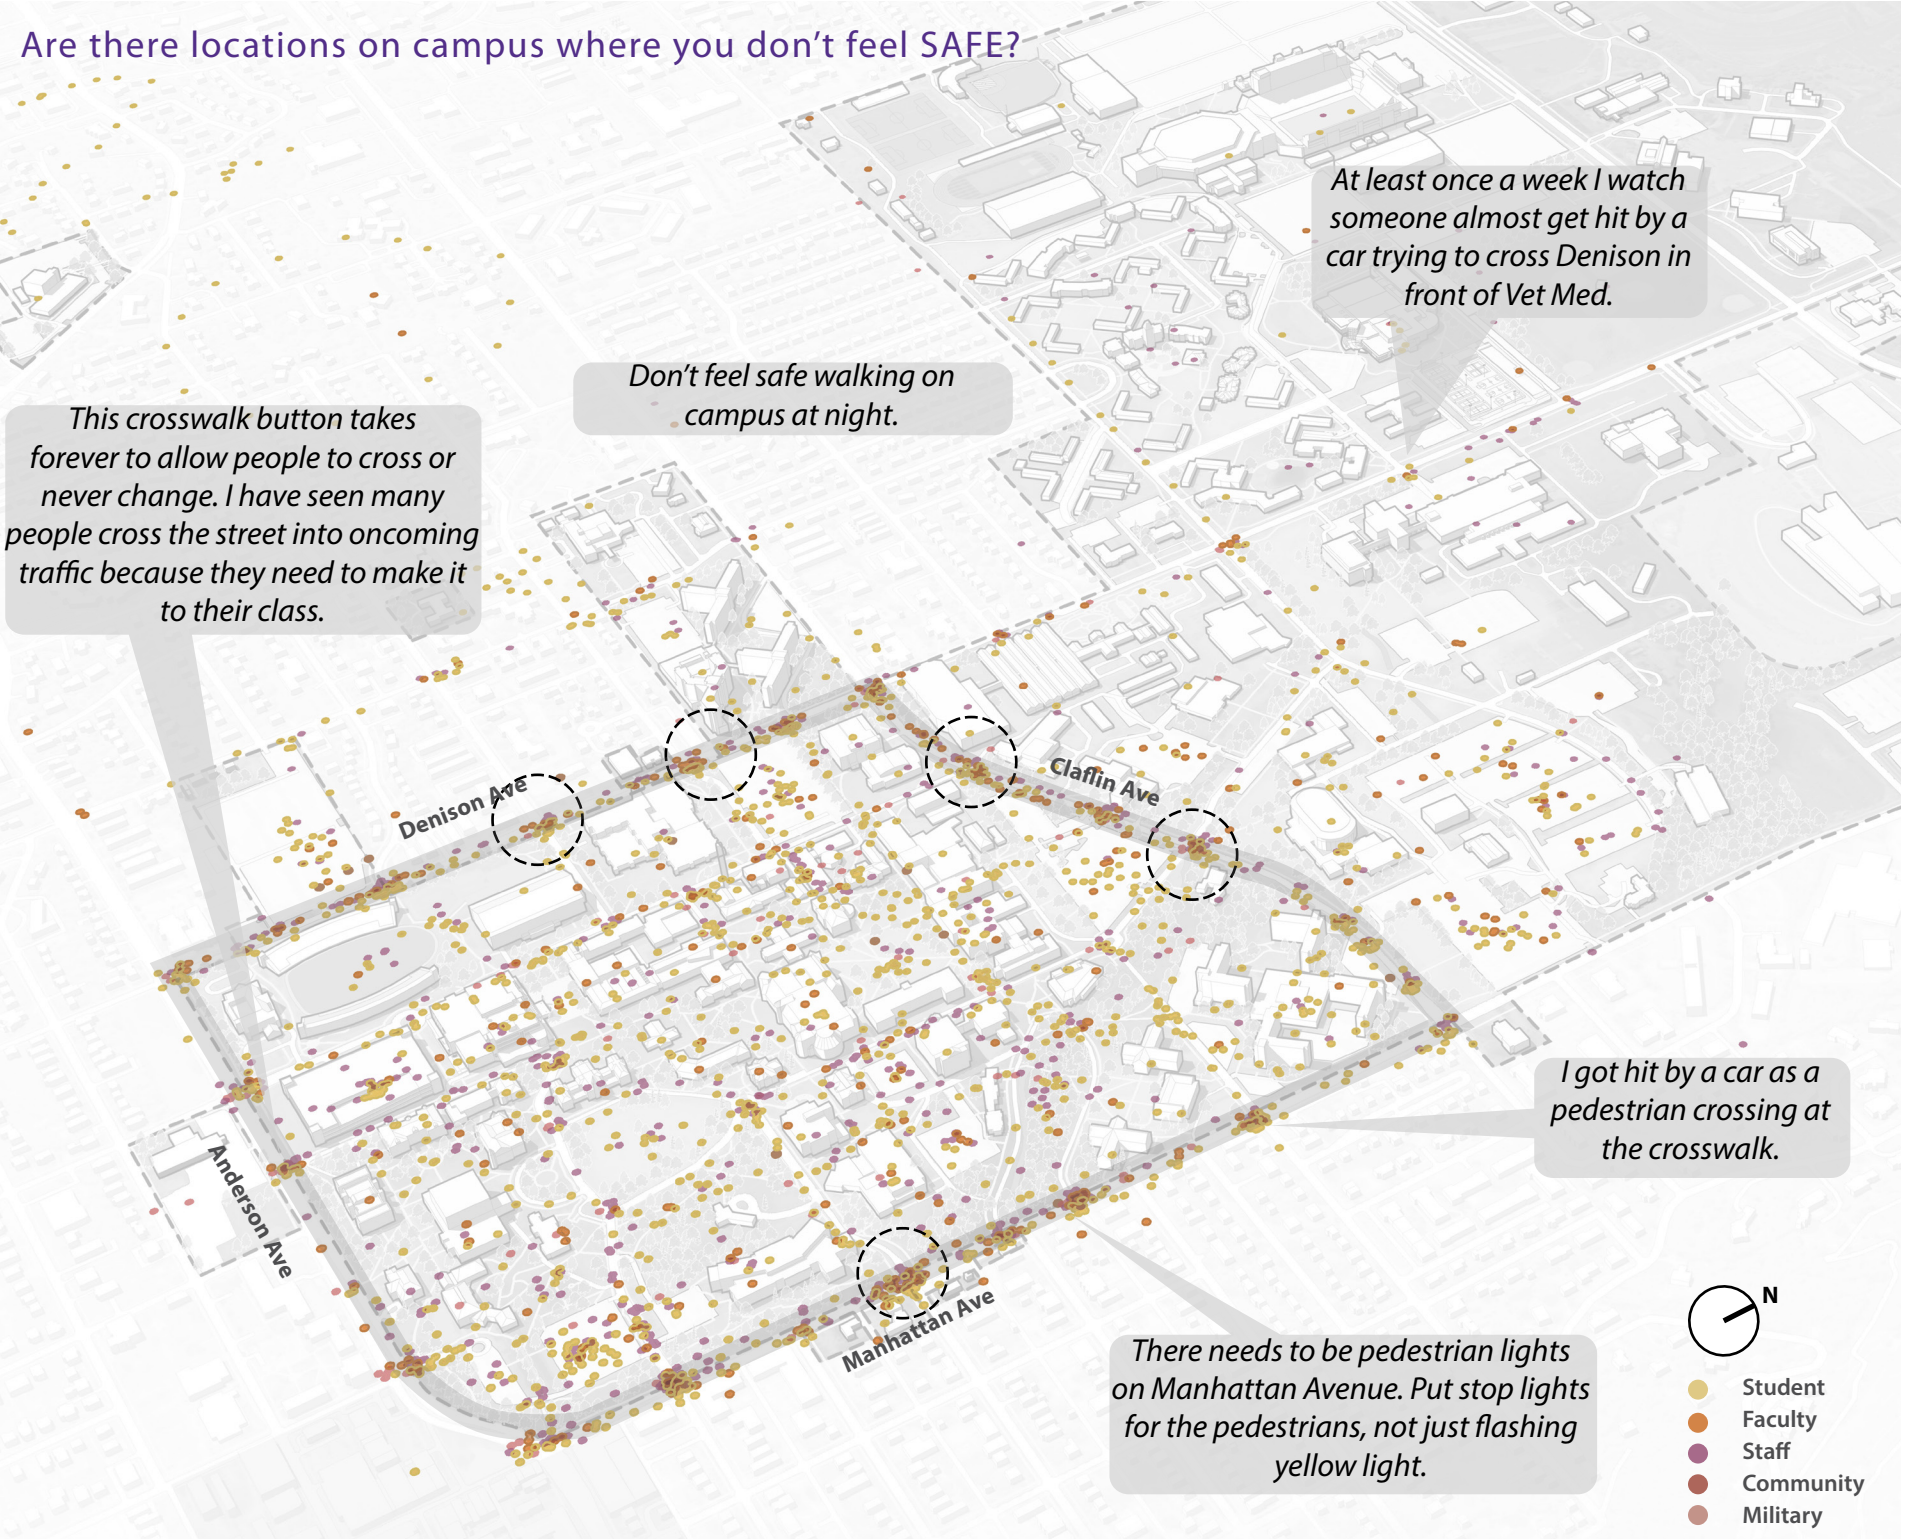 Are there locations on campus where you don't feel SAFE?
At least once a week I watch
someone almost get hit by a
car trying to cross Denison in
front of Vet Med.
Don't feel safe walking on
campus at night.
This crosswalk button takes
forever to allow people to cross or
never change. I have seen many
people cross the street into oncoming
traffic because they need to make it
to their class.
Denison Ave
Claflin Ave
Anderson Ave
Manhattan Ave
I got hit by a car as a
pedestrian crossing at
the crosswalk.
There needs to be pedestrian lights
on Manhattan Avenue. Put stop lights
for the pedestrians, not just flashing
yellow light.
N
Student
Faculty
Staff
Community
Military